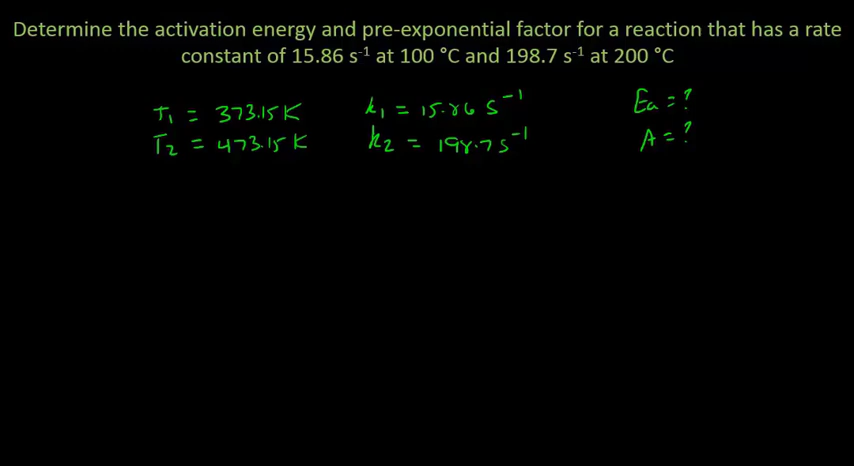 Determine the activation energy and pre-exponential factor for a reaction that has a rate
constant of 15.86 s⁻¹ at 100 °C and 198.7 s⁻¹ at 200 °C
T₁ = 373.15 K k₁ = 15.86 s⁻¹ Ea = ?
T₂ = 473.15 K k₂ = 198.7 s⁻¹ A = ?